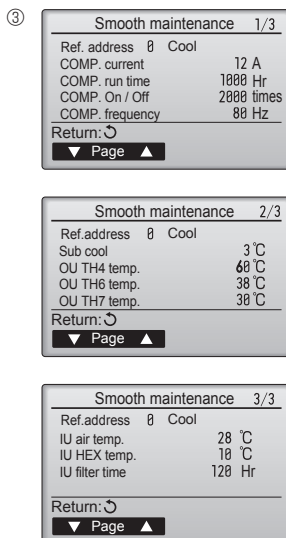 ③
Smooth maintenance 1/3
Ref. address 0 Cool
COMP. current 12 A
COMP. run time 1000 Hr
COMP. On / Off 2000 times
COMP. frequency 80 Hz
Return:
▼ Page ▲
Smooth maintenance 2/3
Ref.address 0 Cool
Sub cool 3℃
OU TH4 temp. 60℃
OU TH6 temp. 38℃
OU TH7 temp. 30℃
Return:
▼ Page ▲
Smooth maintenance 3/3
Ref.address 0 Cool
IU air temp. 28 ℃
IU HEX temp. 10 ℃
IU filter time 120 Hr
Return:
▼ Page ▲